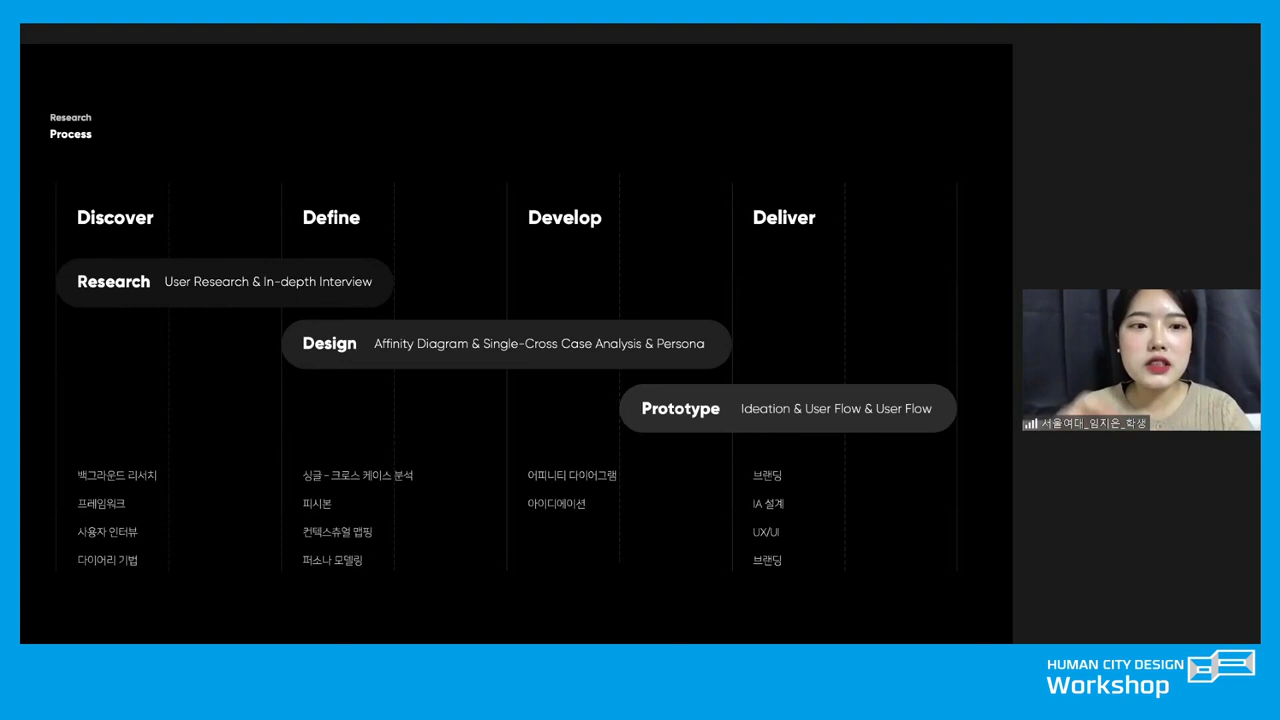 Research
Process
Discover
Define
Develop
Deliver
Research User Research & In-depth Interview
Design Affinity Diagram & Single-Cross Case Analysis & Persona
Prototype Ideation & User Flow & User Flow
백그라운드 리서치
프레임워크
사용자 인터뷰
다이어리 기법
싱글 - 크로스 케이스 분석
피시본
컨텍스츄얼 맵핑
퍼소나 모델링
어피니티 다이어그램
아이디에이션
브랜딩
IA 설계
UX/UI
브랜딩
서울여대_임지은_학생
HUMAN CITY DESIGN
Workshop